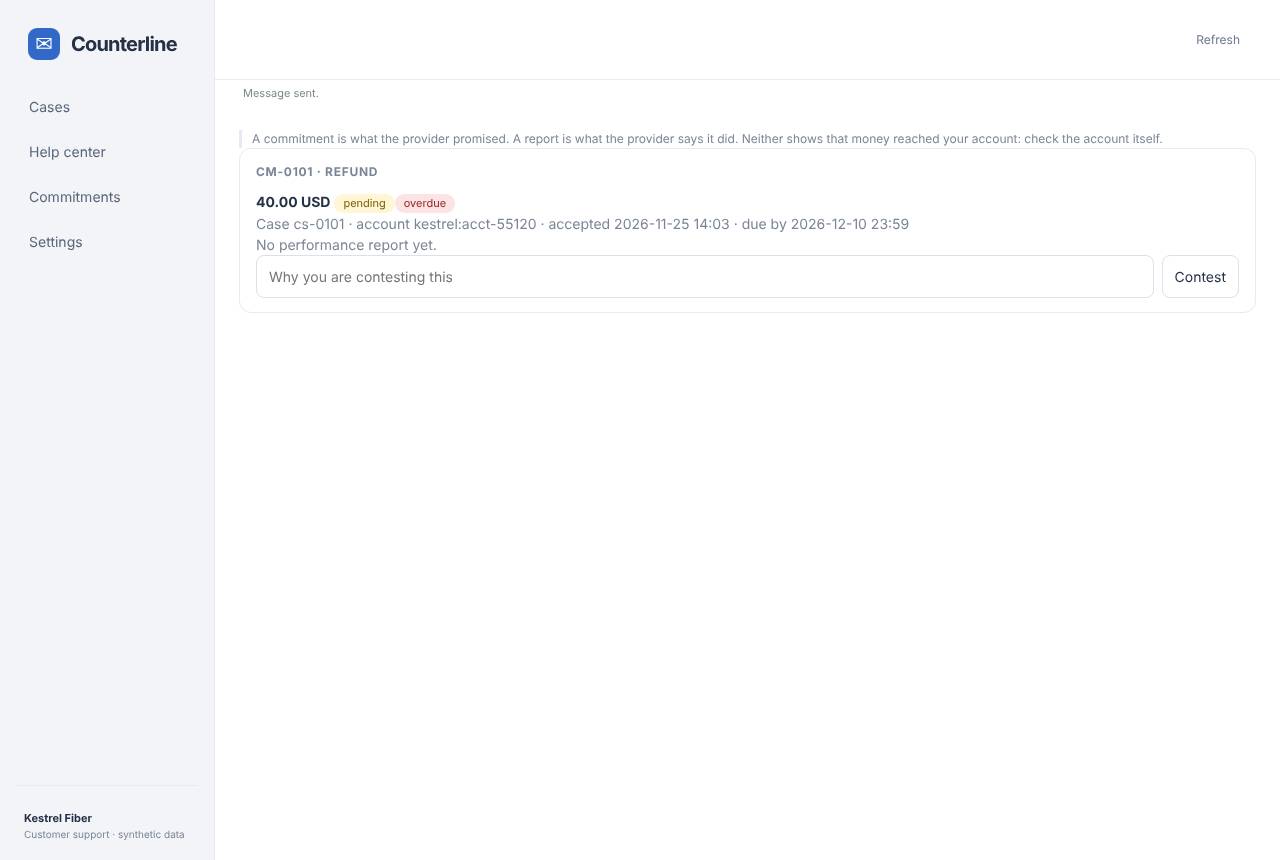 Counterline
Refresh
Cases
Help center
Commitments
Settings
Message sent.
A commitment is what the provider promised. A report is what the provider says it did. Neither shows that money reached your account: check the account itself.
CM-0101 · REFUND
40.00 USD pending overdue
Case cs-0101 · account kestrel:acct-55120 · accepted 2026-11-25 14:03 · due by 2026-12-10 23:59
No performance report yet.
Why you are contesting this
Contest
Kestrel Fiber
Customer support · synthetic data